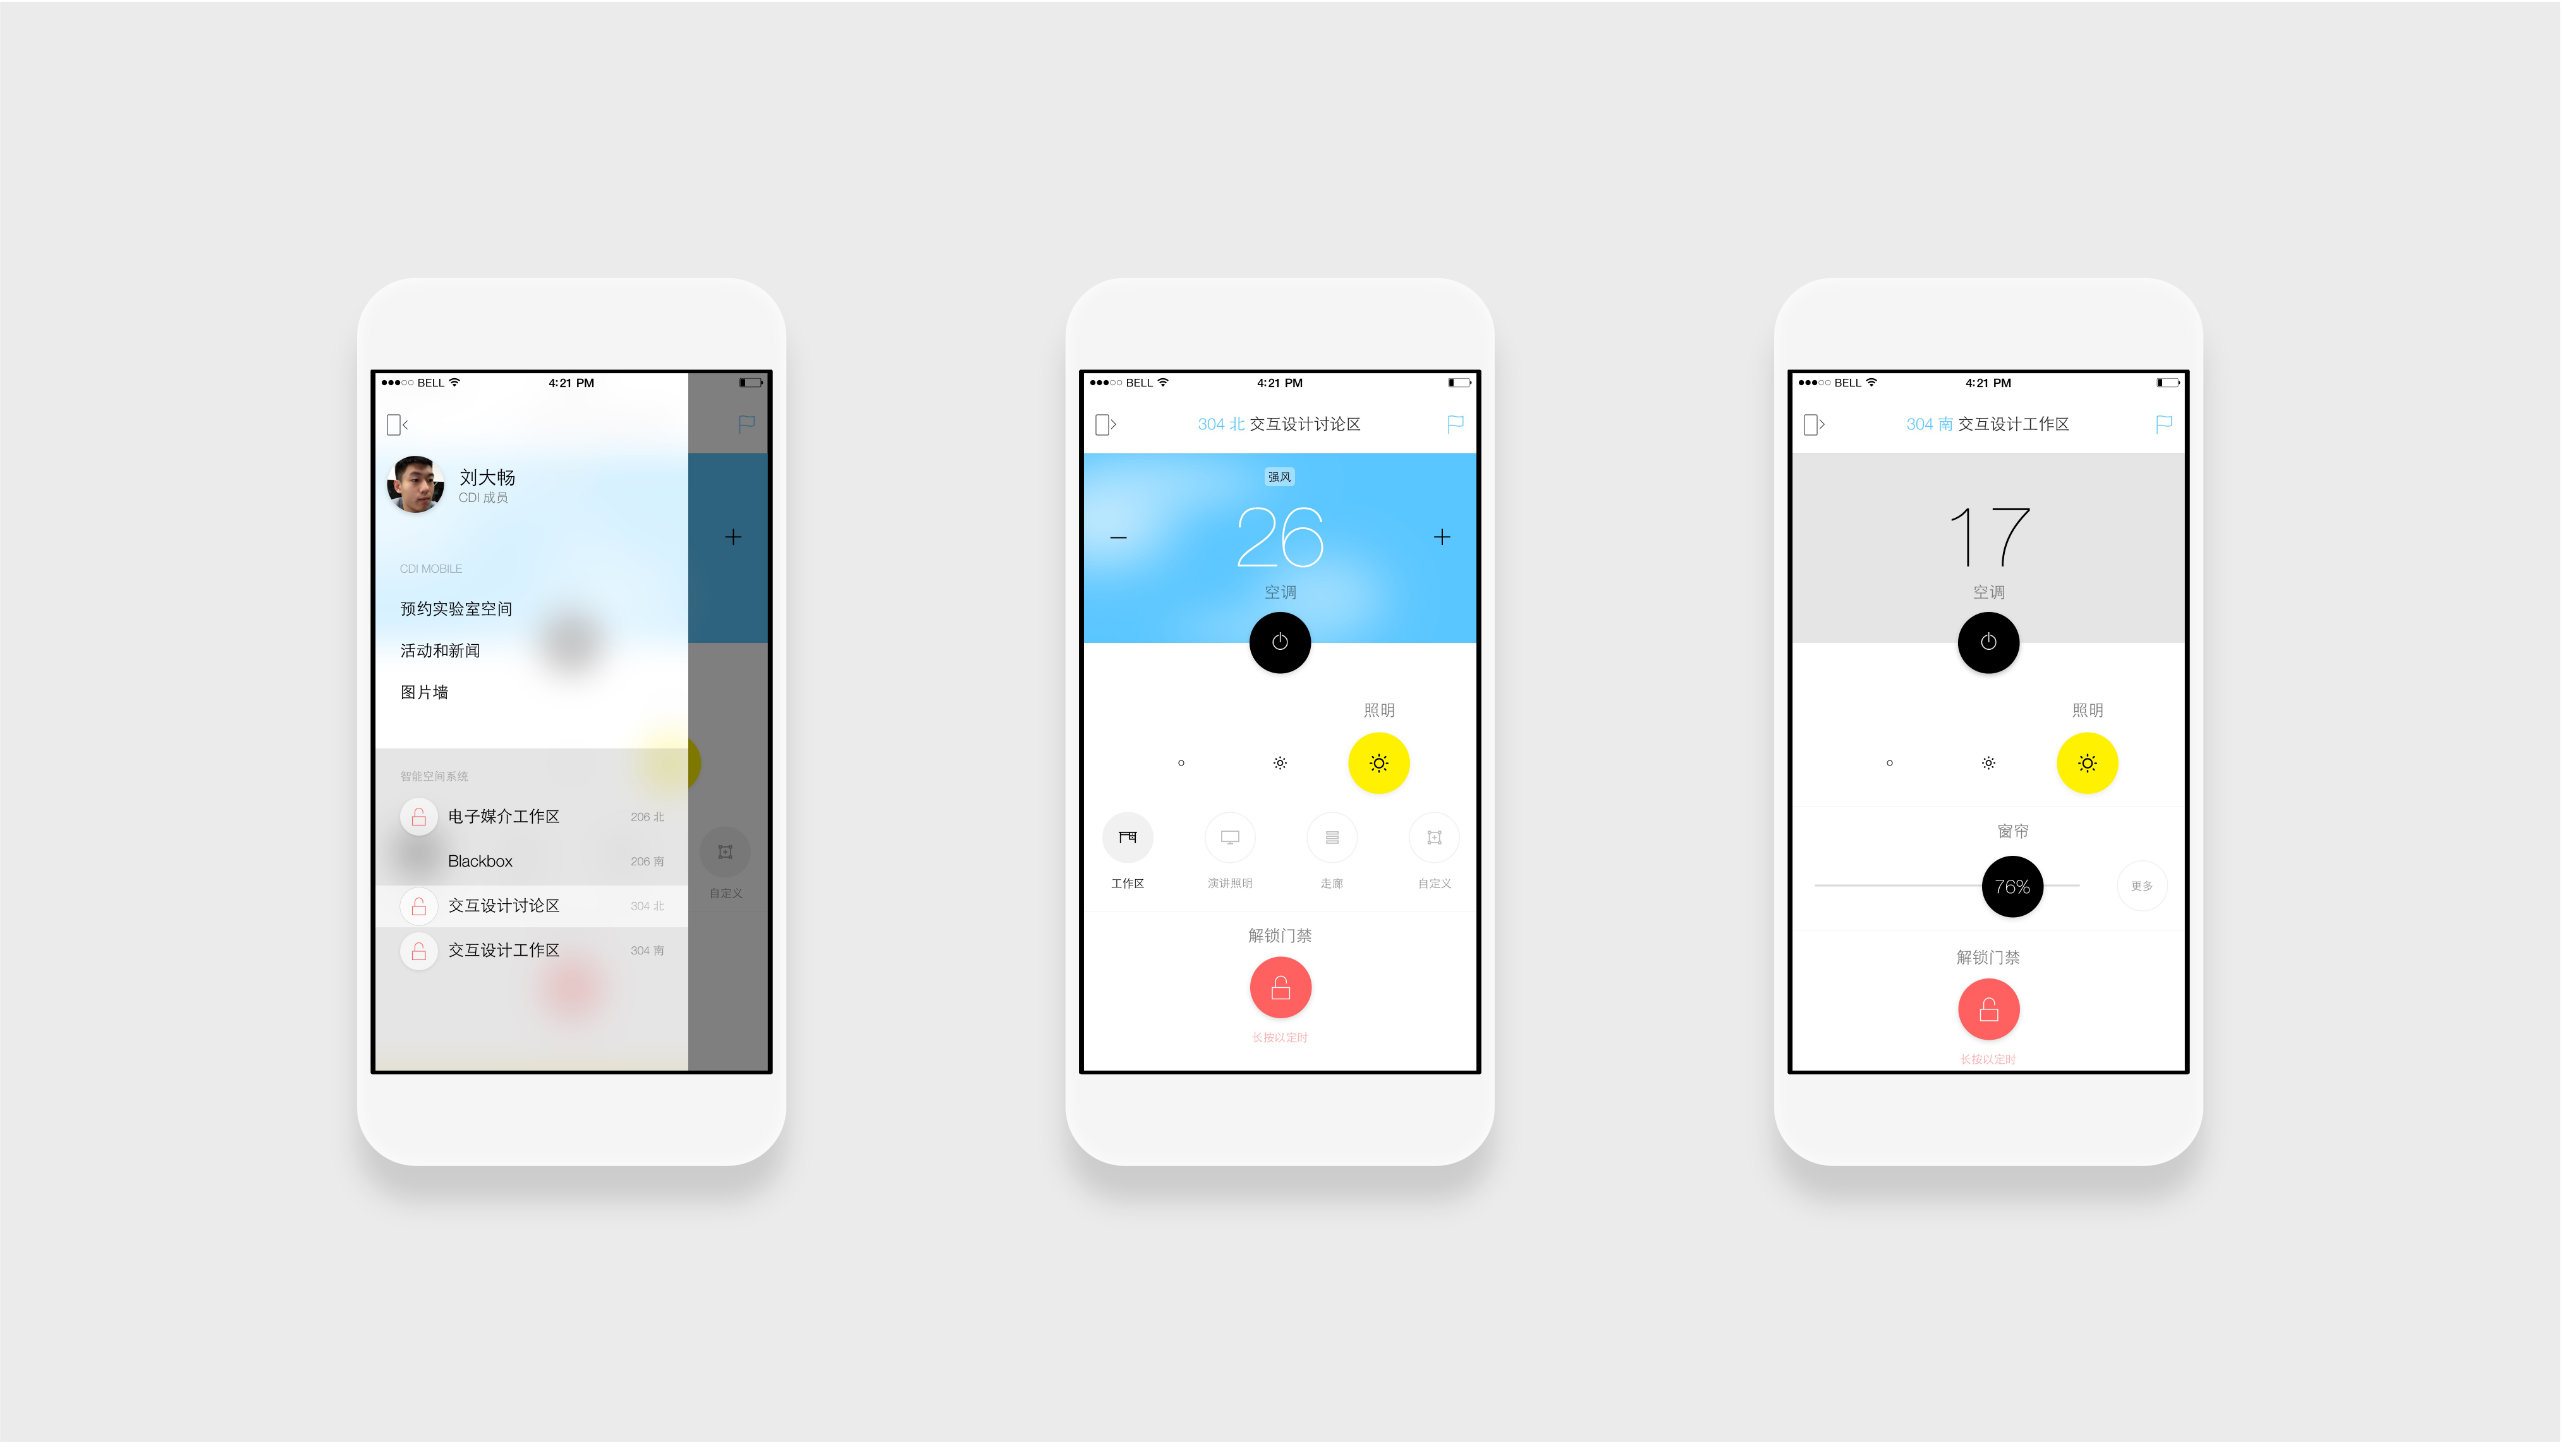 BELL 4:21 PM
刘大畅
CDI 成员
CDI MOBILE
预约实验室空间
活动和新闻
图片墙
智能空间系统
电子媒介工作区 206 北
Blackbox 206 南
交互设计讨论区 304 北
交互设计工作区 304 南
自定义
BELL 4:21 PM
304 北 交互设计讨论区
强风
26
空调
照明
工作区 演讲照明 走廊 自定义
解锁门禁
长按以定时
BELL 4:21 PM
304 南 交互设计工作区
17
空调
照明
窗帘
76% 更多
解锁门禁
长按以定时